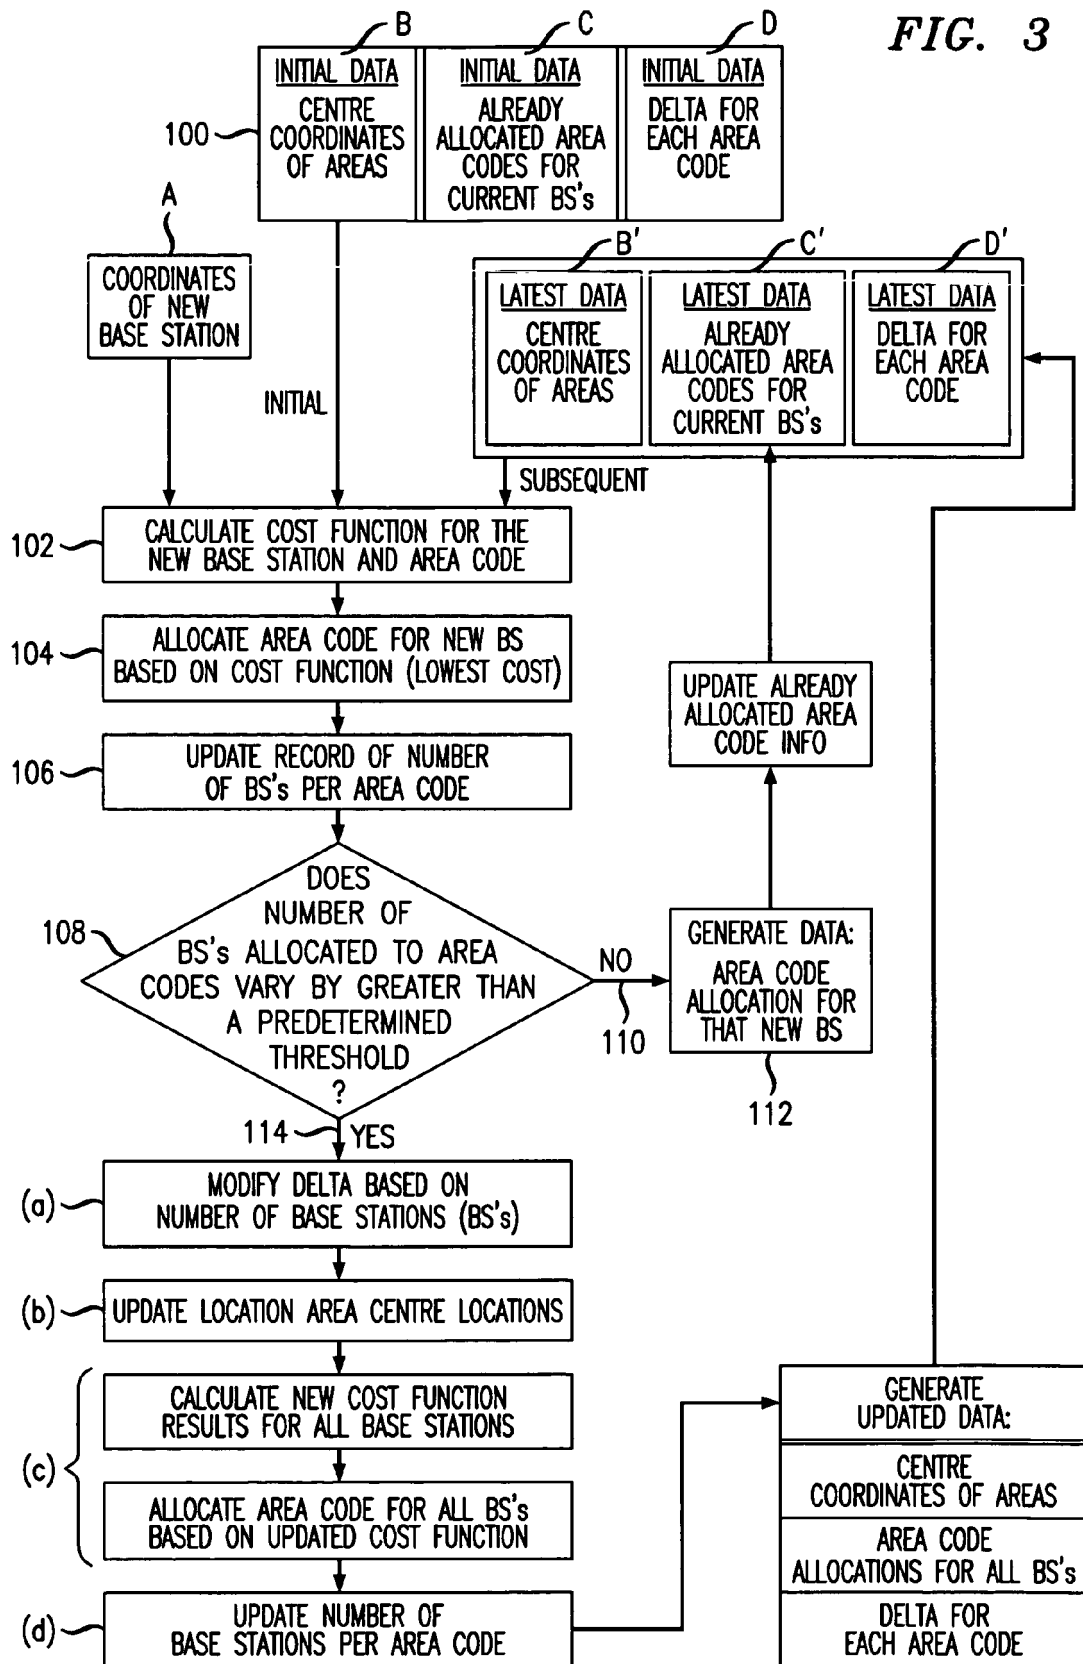 FIG. 3
B
C
D
INITIAL DATA
CENTRE
COORDINATES
OF AREAS
INITIAL DATA
ALREADY
ALLOCATED AREA
CODES FOR
CURRENT BS's
INITIAL DATA
DELTA FOR
EACH AREA
CODE
100
A
COORDINATES
OF NEW
BASE STATION
INITIAL
B'
C'
D'
LATEST DATA
CENTRE
COORDINATES
OF AREAS
LATEST DATA
ALREADY
ALLOCATED AREA
CODES FOR
CURRENT BS's
LATEST DATA
DELTA FOR
EACH AREA
CODE
SUBSEQUENT
102
CALCULATE COST FUNCTION FOR THE
NEW BASE STATION AND AREA CODE
104
ALLOCATE AREA CODE FOR NEW BS
BASED ON COST FUNCTION (LOWEST COST)
106
UPDATE RECORD OF NUMBER
OF BS's PER AREA CODE
UPDATE ALREADY
ALLOCATED AREA
CODE INFO
108
DOES
NUMBER OF
BS's ALLOCATED TO AREA
CODES VARY BY GREATER THAN
A PREDETERMINED
THRESHOLD
?
NO
110
GENERATE DATA:
AREA CODE
ALLOCATION FOR
THAT NEW BS
112
114
YES
(a)
MODIFY DELTA BASED ON
NUMBER OF BASE STATIONS (BS's)
(b)
UPDATE LOCATION AREA CENTRE LOCATIONS
(c)
CALCULATE NEW COST FUNCTION
RESULTS FOR ALL BASE STATIONS
ALLOCATE AREA CODE FOR ALL BS's
BASED ON UPDATED COST FUNCTION
(d)
UPDATE NUMBER OF
BASE STATIONS PER AREA CODE
GENERATE
UPDATED DATA:
CENTRE
COORDINATES OF AREAS
AREA CODE
ALLOCATIONS FOR ALL BS's
DELTA FOR
EACH AREA CODE